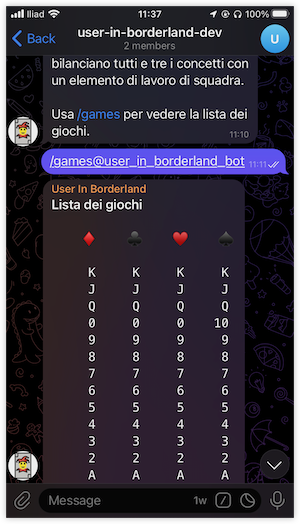 Iliad
11:37
100%
Back
user-in-borderland-dev
2 members
U
bilanciano tutti e tre i concetti con
un elemento di lavoro di squadra.
Usa /games per vedere la lista dei
giochi.
11:10
/games@user_in_borderland_bot
11:11
User In Borderland
Lista dei giochi
♦ ♣ ♥ ♠
K K K K
J J J J
Q Q Q Q
0 0 0 10
9 9 9 9
8 8 8 8
7 7 7 7
6 6 6 6
5 5 5 5
4 4 4 4
3 3 3 3
2 2 2 2
A A A A
Message
1w